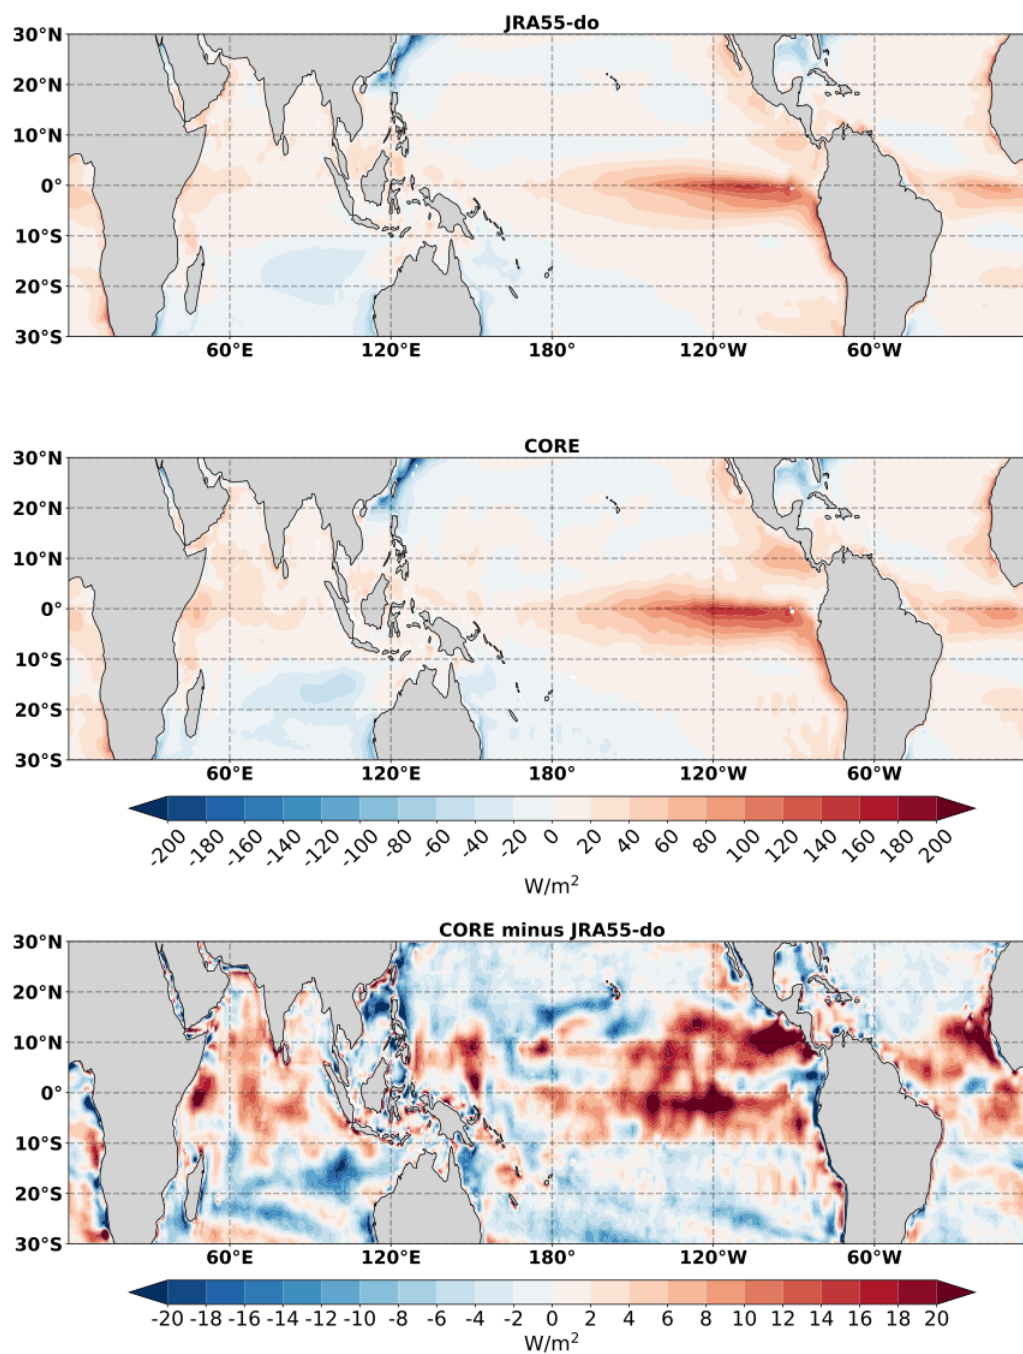 JRA55-do
30°N
20°N
10°N
0°
10°S
20°S
30°S
60°E 120°E 180° 120°W 60°W
CORE
30°N
20°N
10°N
0°
10°S
20°S
30°S
60°E 120°E 180° 120°W 60°W
-200 -180 -160 -140 -120 -100 -80 -60 -40 -20 0 20 40 60 80 100 120 140 160 180 200
W/m²
CORE minus JRA55-do
30°N
20°N
10°N
0°
10°S
20°S
30°S
60°E 120°E 180° 120°W 60°W
-20 -18 -16 -14 -12 -10 -8 -6 -4 -2 0 2 4 6 8 10 12 14 16 18 20
W/m²